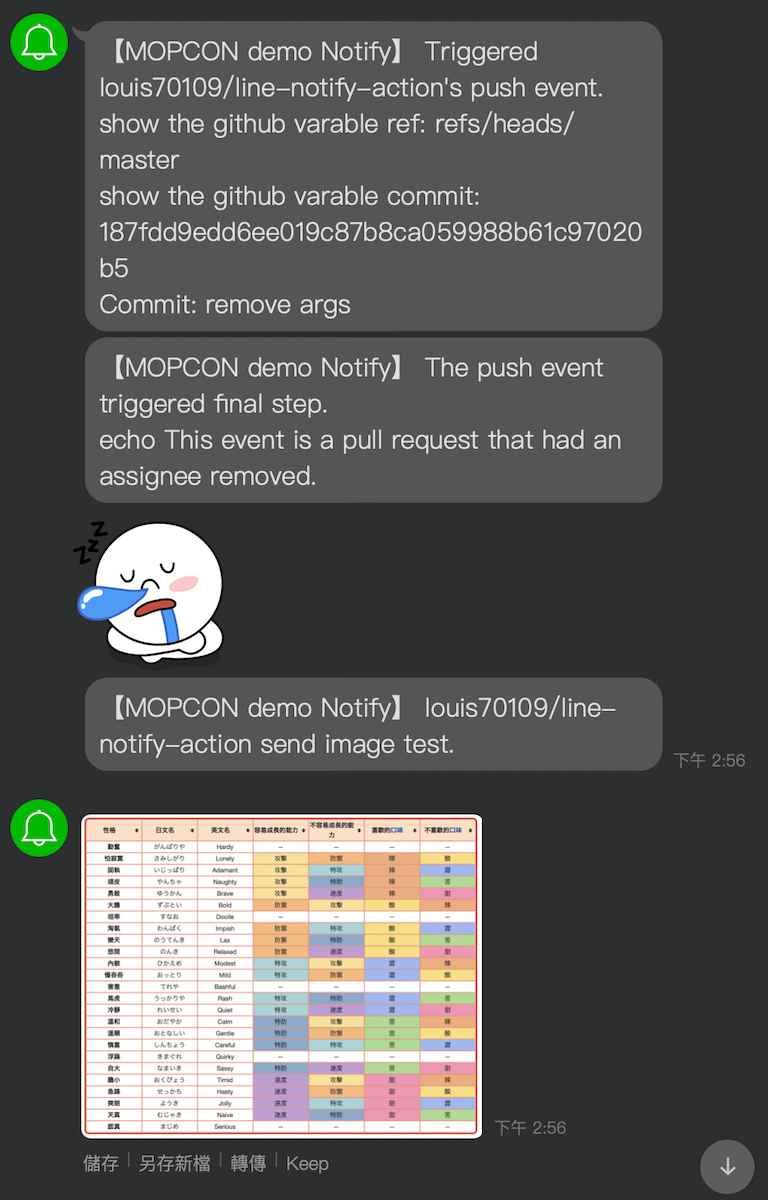 【MOPCON demo Notify】 Triggered
louis70109/line-notify-action's push event.
show the github varable ref: refs/heads/
master
show the github varable commit:
187fdd9edd6ee019c87b8ca059988b61c97020
b5
Commit: remove args
【MOPCON demo Notify】 The push event
triggered final step.
echo This event is a pull request that had an
assignee removed.
zzz
【MOPCON demo Notify】 louis70109/line-
notify-action send image test.
下午 2:56
性格 日文名 英文名 容易成長的能力 不容易成長的能力 喜歡的口味 不喜歡的口味
勤奮 がんばりや Hardy — — — —
怕寂寞 さみしがり Lonely 攻擊 防禦 辣 酸
固執 いじっぱり Adamant 攻擊 特攻 辣 澀
頑皮 やんちゃ Naughty 攻擊 特防 辣 苦
勇敢 ゆうかん Brave 攻擊 速度 辣 甜
大膽 ずぶとい Bold 防禦 攻擊 酸 辣
坦率 すなお Docile — — — —
淘氣 わんぱく Impish 防禦 特攻 酸 澀
樂天 のうてんき Lax 防禦 特防 酸 苦
悠閒 のんき Relaxed 防禦 速度 酸 甜
內斂 ひかえめ Modest 特攻 攻擊 澀 辣
慢吞吞 おっとり Mild 特攻 防禦 澀 酸
害羞 てれや Bashful — — — —
馬虎 うっかりや Rash 特攻 特防 澀 苦
冷靜 れいせい Quiet 特攻 速度 澀 甜
溫和 おだやか Calm 特防 攻擊 苦 辣
溫順 おとなしい Gentle 特防 防禦 苦 酸
慎重 しんちょう Careful 特防 特攻 苦 澀
浮躁 きまぐれ Quirky — — — —
自大 なまいき Sassy 特防 速度 苦 甜
膽小 おくびょう Timid 速度 攻擊 甜 辣
急躁 せっかち Hasty 速度 防禦 甜 酸
爽朗 ようき Jolly 速度 特攻 甜 澀
天真 むじゃき Naive 速度 特防 甜 苦
認真 まじめ Serious — — — —
下午 2:56
儲存 另存新檔 轉傳 Keep